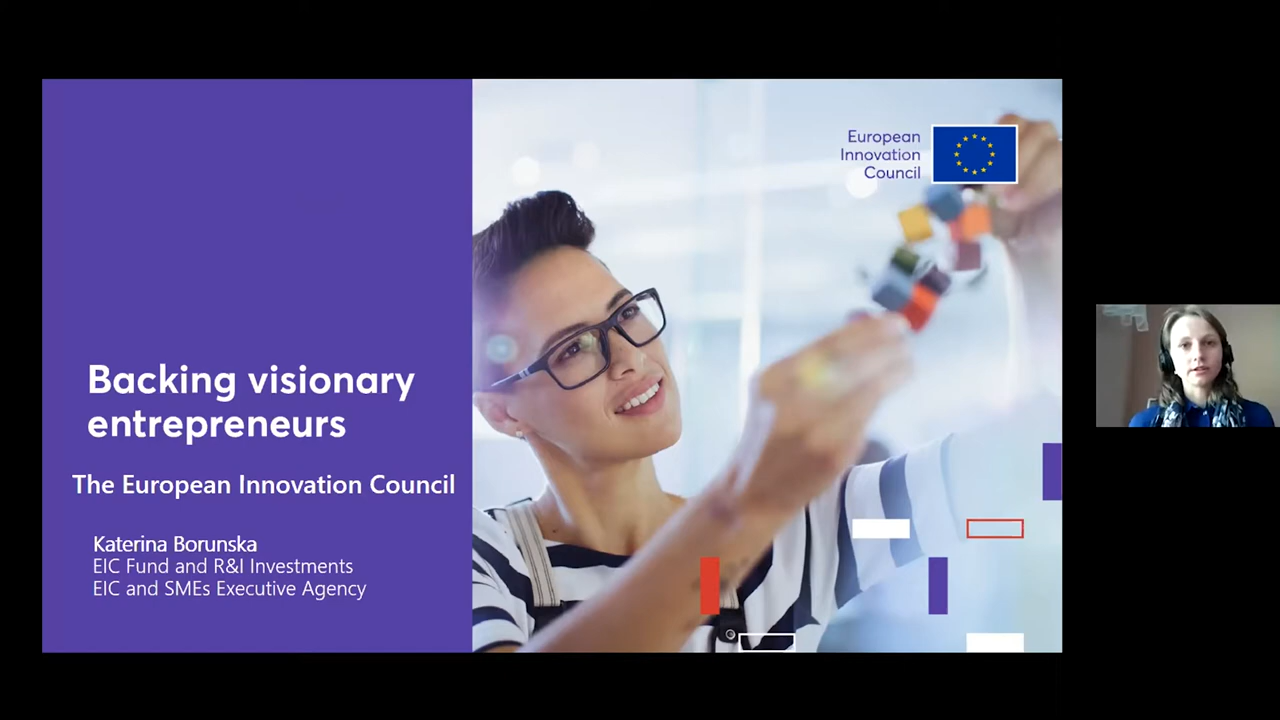 European
Innovation
Council
Backing visionary
entrepreneurs
The European Innovation Council
Katerina Borunska
EIC Fund and R&I Investments
EIC and SMEs Executive Agency